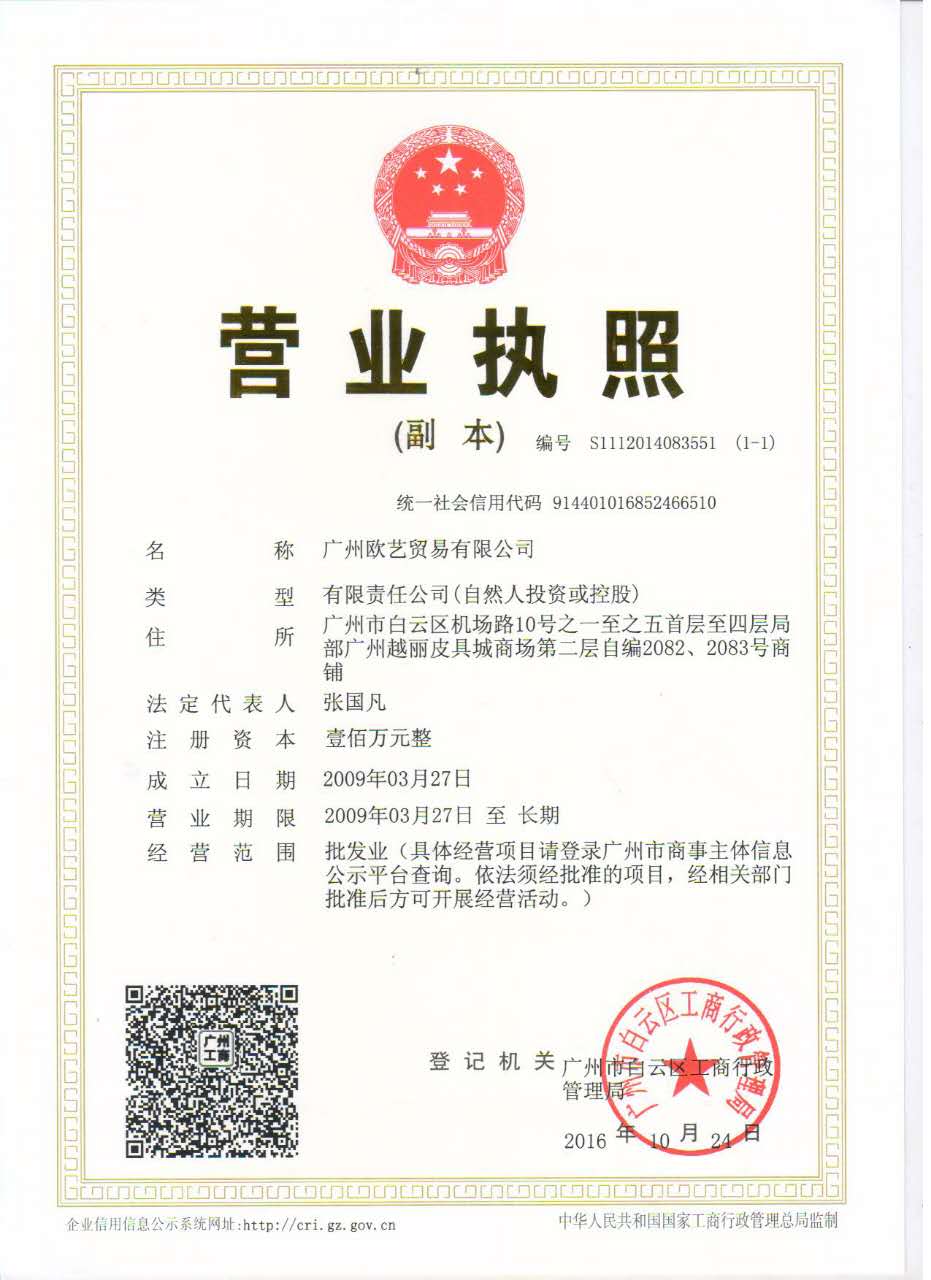 营业执照
(副 本) 编号 S1112014083551 (1-1)
统一社会信用代码 914401016852466510
名 称 广州欧艺贸易有限公司
类 型 有限责任公司(自然人投资或控股)
住 所 广州市白云区机场路10号之一至之五首层至四层局
部广州越丽皮具城商场第二层自编2082、2083号商
铺
法定代表人 张国凡
注册资本 壹佰万元整
成立日期 2009年03月27日
营业期限 2009年03月27日 至 长期
经营范围 批发业（具体经营项目请登录广州市商事主体信息
公示平台查询。依法须经批准的项目，经相关部门
批准后方可开展经营活动。）
广州
工商
登记机关 广州市白云区工商行政
管理局
广州市白云区工商行政管理局
2016 年 10 月 24 日
企业信用信息公示系统网址:http://cri.gz.gov.cn
中华人民共和国国家工商行政管理总局监制